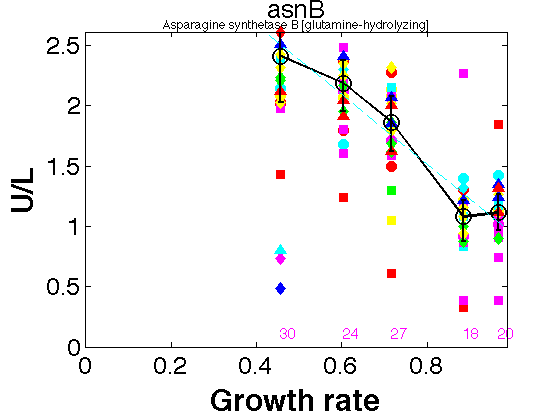 asnB
Asparagine synthetase B [glutamine-hydrolyzing]
2.5
2
1.5
1
0.5
0
U/L
30 24 27 18 20
0 0.2 0.4 0.6 0.8
Growth rate